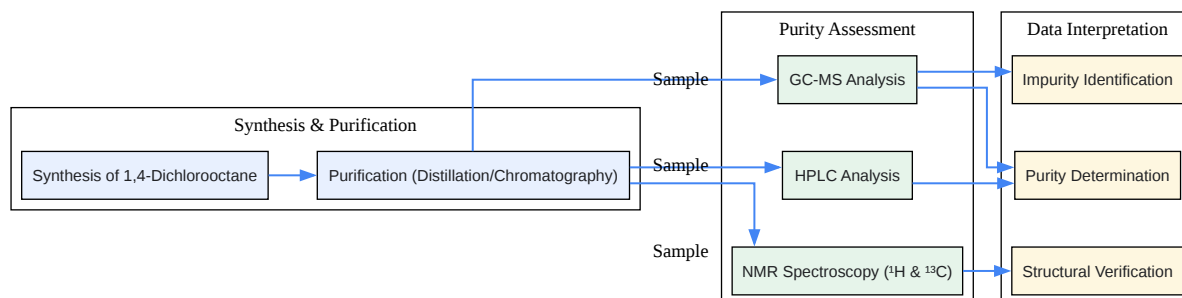 Purity Assessment
Data Interpretation
Sample
GC-MS Analysis
Impurity Identification
Synthesis & Purification
Synthesis of 1,4-Dichlorooctane
Purification (Distillation/Chromatography)
Sample
HPLC Analysis
Purity Determination
Sample
NMR Spectroscopy (¹H & ¹³C)
Structural Verification